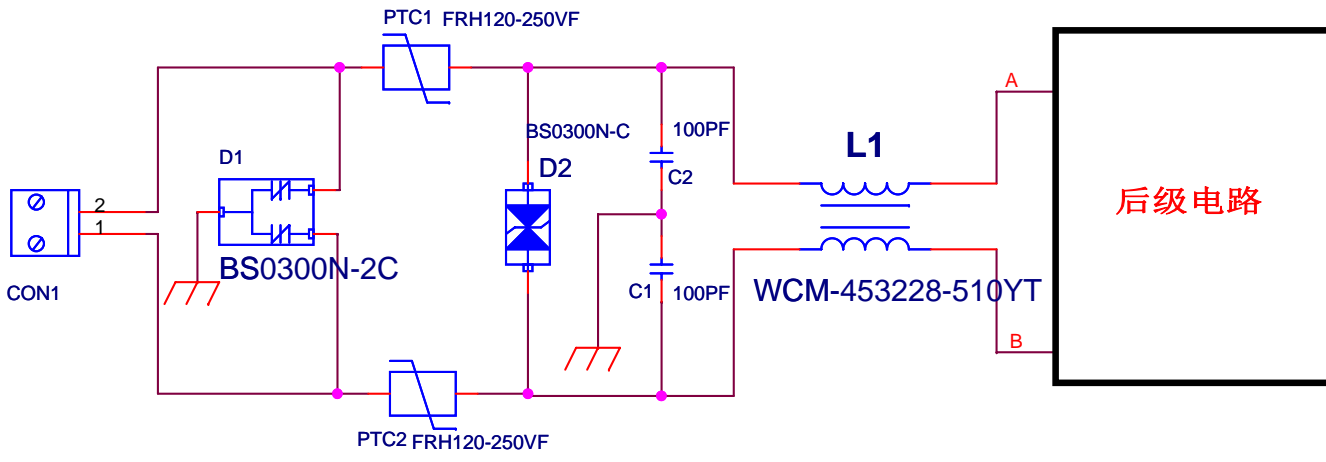 PTC1 FRH120-250VF
A
BS0300N-C
100PF
L1
D1
D2
C2
后级电路
2
1
BS0300N-2C
CON1
C1 100PF
WCM-453228-510YT
B
PTC2 FRH120-250VF